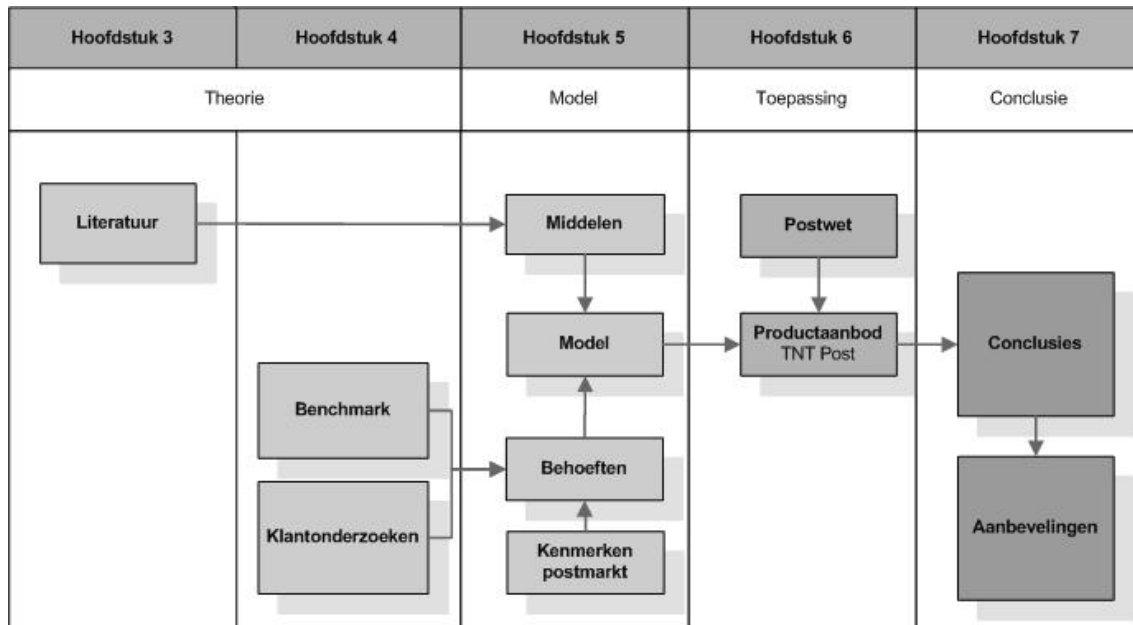 Hoofdstuk 3
Hoofdstuk 4
Hoofdstuk 5
Hoofdstuk 6
Hoofdstuk 7
Theorie
Model
Toepassing
Conclusie
Literatuur
Middelen
Postwet
Model
Productaanbod
TNT Post
Conclusies
Benchmark
Behoeften
Klantonderzoeken
Kenmerken
postmarkt
Aanbevelingen